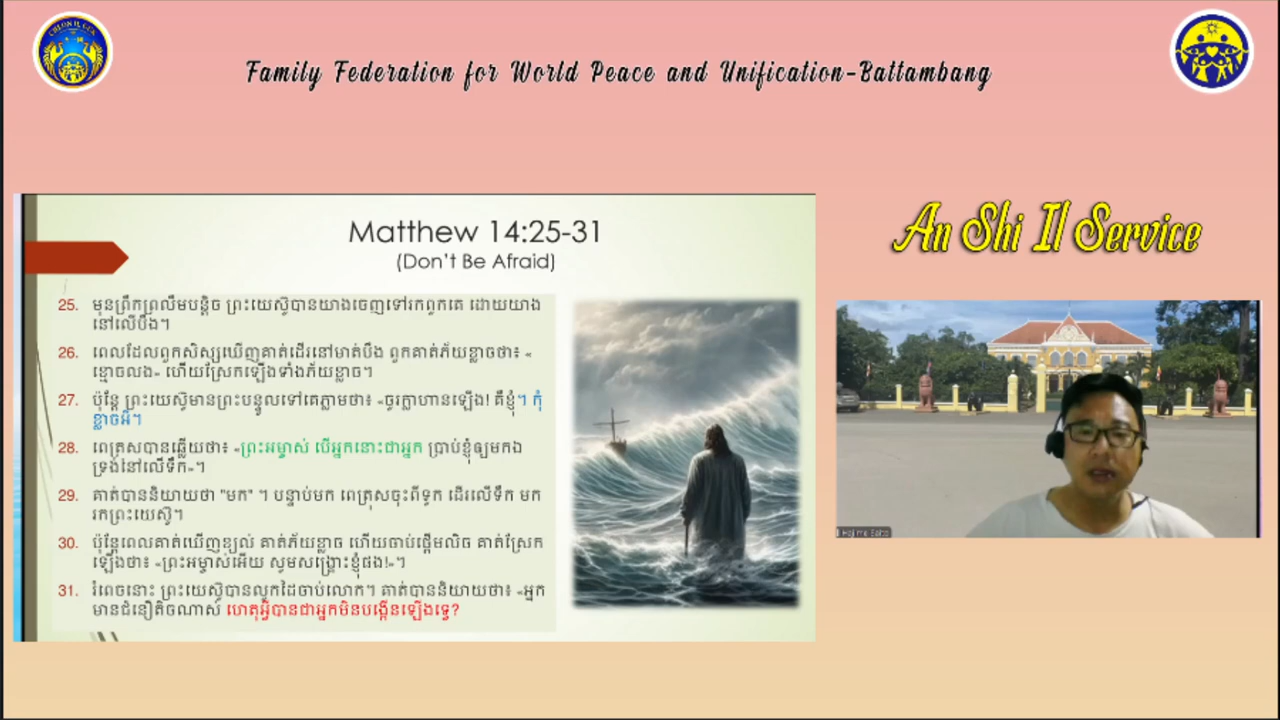 CHEON IL GUK
Family Federation for World Peace and Unification-Battambang
An Shi Il Service
Matthew 14:25-31
(Don't Be Afraid)
25. មុនព្រឹកព្រលឹមបន្តិច ព្រះយេស៊ូបានយាងចេញទៅរកពួកគេ ដោយយាង
នៅលើបឹង។
26. ពេលដែលពួកសិស្សឃើញគាត់ដើរនៅមាត់បឹង ពួកគាត់ភ័យខ្លាចថា៖ «
ខ្មោចលង» ហើយស្រែកឡើងទាំងភ័យខ្លាច។
27. ប៉ុន្តែ ព្រះយេស៊ូមានព្រះបន្ទូលទៅគេភ្លាមថា៖ «ចូរក្លាហានឡើង! គឺខ្ញុំ។ កុំ
ខ្លាចអី។
28. ពេត្រុសបានឆ្លើយថា៖ «ព្រះអម្ចាស់ បើអ្នកនោះជាអ្នក ប្រាប់ខ្ញុំឲ្យមកឯ
ទ្រង់នៅលើទឹក»។
29. គាត់បាននិយាយថា "មក" ។ បន្ទាប់មក ពេត្រុសចុះពីទូក ដើរលើទឹក មក
រកព្រះយេស៊ូ។
30. ប៉ុន្តែពេលគាត់ឃើញខ្យល់ គាត់ភ័យខ្លាច ហើយចាប់ផ្តើមលិច គាត់ស្រែក
ឡើងថា៖ «ព្រះអម្ចាស់អើយ សូមសង្គ្រោះខ្ញុំផង!»។
31. រំពេចនោះ ព្រះយេស៊ូបានលូកដៃចាប់លោក។ គាត់បាននិយាយថា៖ «អ្នក
មានជំនឿតិចណាស់ ហេតុអ្វីបានជាអ្នកមិនបង្កើនឡើងទ្វេ?
Hajime Saito